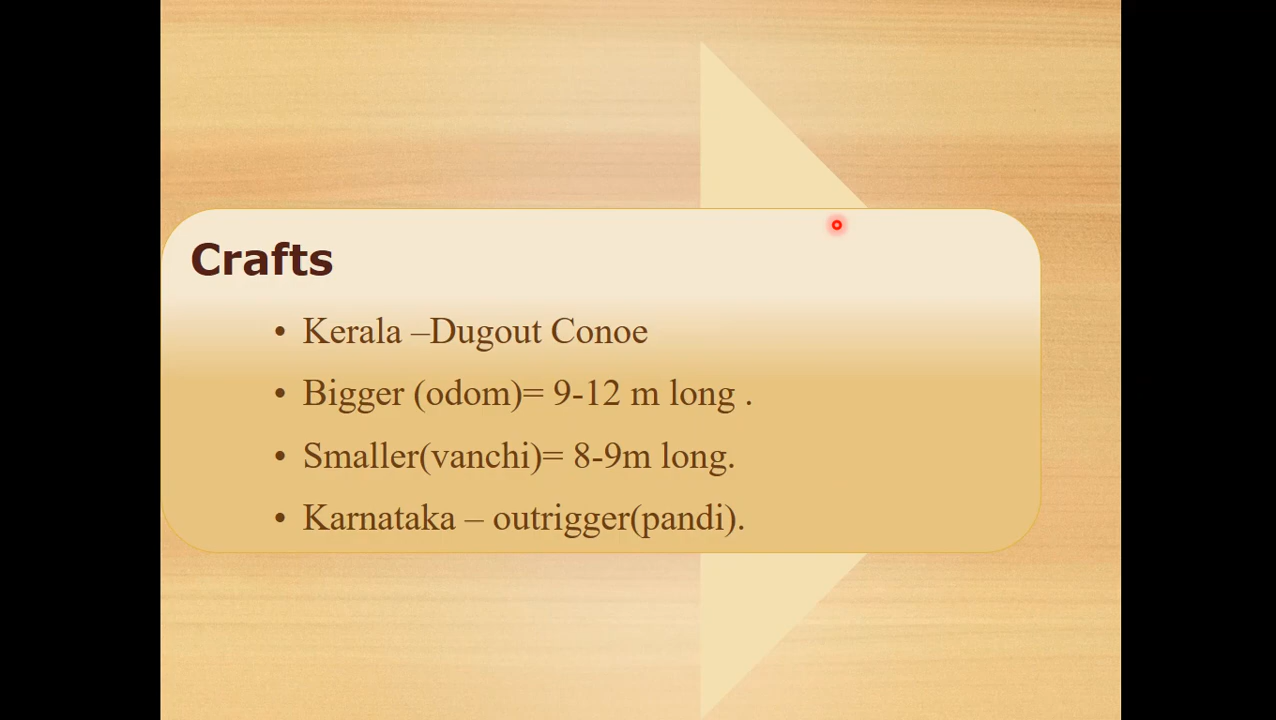 Crafts
• Kerala –Dugout Conoe
• Bigger (odom)= 9-12 m long .
• Smaller(vanchi)= 8-9m long.
• Karnataka – outrigger(pandi).